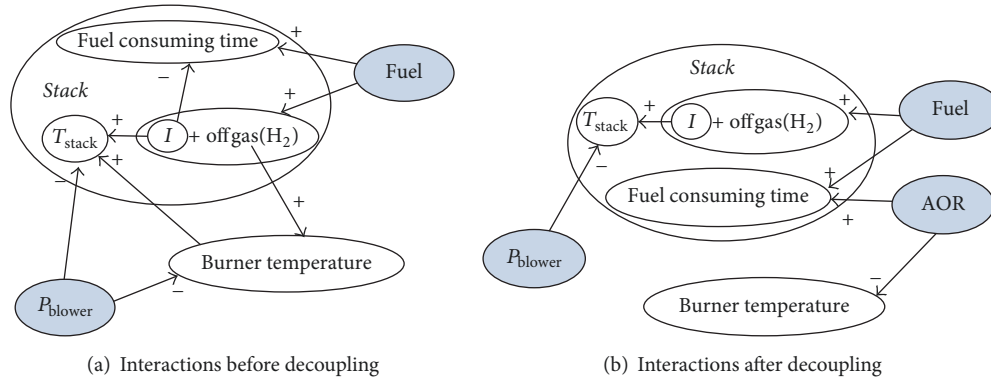 Fuel consuming time
+
Fuel
−
Stack
+
+
T_stack
I + offgas(H₂)
+
−
+
Burner temperature
−
P_blower
(a) Interactions before decoupling
Stack
+
Fuel
T_stack
+
I + offgas(H₂)
−
+
Fuel consuming time
AOR
+
P_blower
−
Burner temperature
(b) Interactions after decoupling